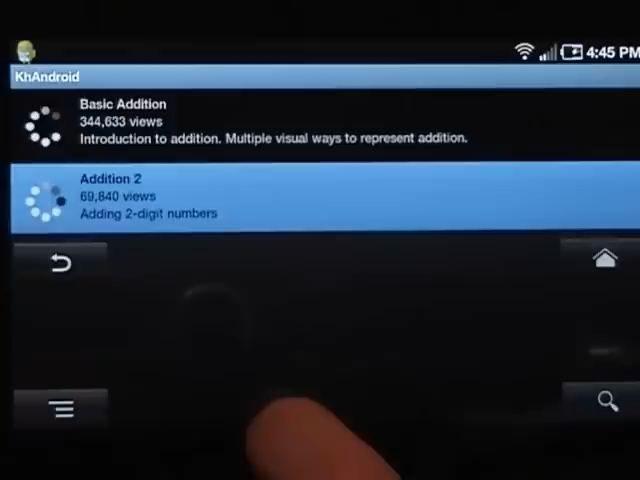 4:45 PM
KhAndroid
Basic Addition
344,633 views
Introduction to addition. Multiple visual ways to represent addition.
Addition 2
69,840 views
Adding 2-digit numbers